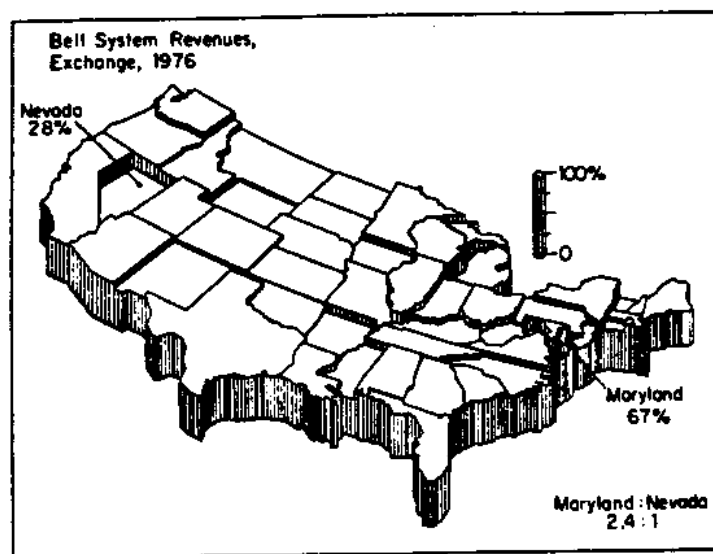 Bell System Revenues,
Exchange, 1976
Nevada
28%
100%
0
Maryland
67%
Maryland:Nevada
2.4:1